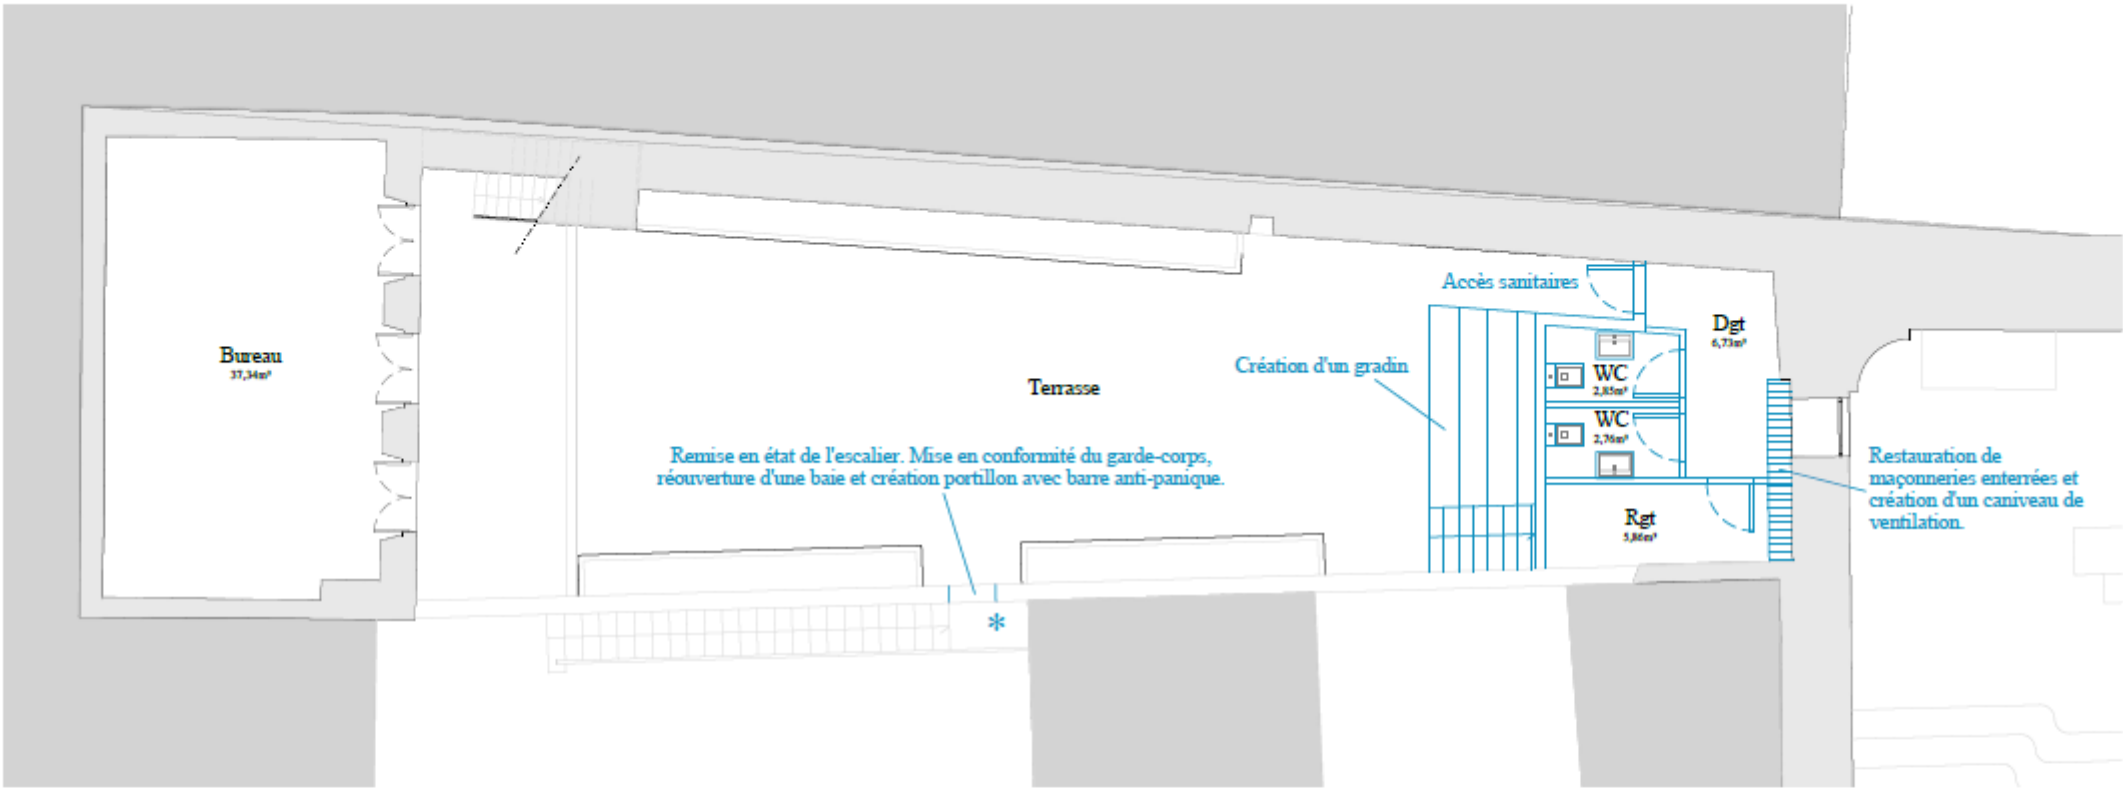 Accès sanitaires
Dgt
6,73m²
Bureau
37,34m²
Création d'un gradin
WC
2,85m²
Terrasse
WC
2,76m²
Remise en état de l'escalier. Mise en conformité du garde-corps,
réouverture d'une baie et création portillon avec barre anti-panique.
Restauration de
maçonneries enterrées et
création d'un caniveau de
ventilation.
Rgt
5,86m²
*